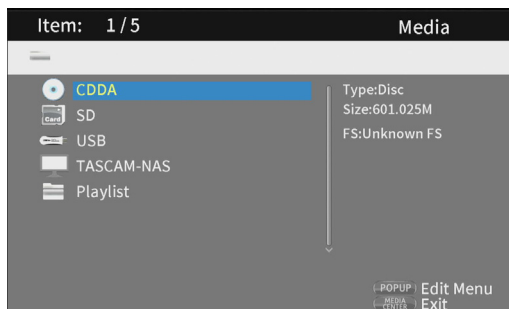 Item: 1/5 Media
CDDA
SD
USB
TASCAM-NAS
Playlist
Type:Disc
Size:601.025M
FS:Unknown FS
POPUP Edit Menu
MEDIA CENTER Exit
Card